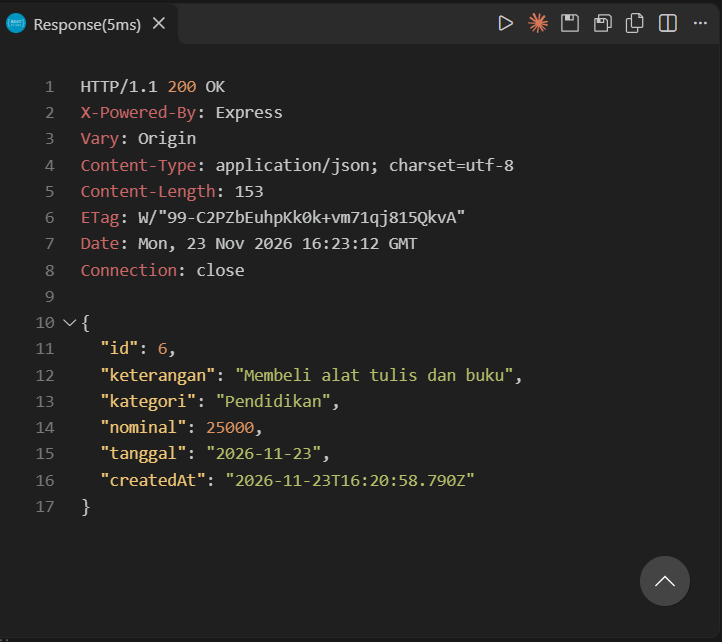 Response(5ms)
1 HTTP/1.1 200 OK
2 X-Powered-By: Express
3 Vary: Origin
4 Content-Type: application/json; charset=utf-8
5 Content-Length: 153
6 ETag: W/"99-C2PZbEuhpKk0k+vm71qj815QkvA"
7 Date: Mon, 23 Nov 2026 16:23:12 GMT
8 Connection: close
9
10 {
11 "id": 6,
12 "keterangan": "Membeli alat tulis dan buku",
13 "kategori": "Pendidikan",
14 "nominal": 25000,
15 "tanggal": "2026-11-23",
16 "createdAt": "2026-11-23T16:20:58.790Z"
17 }